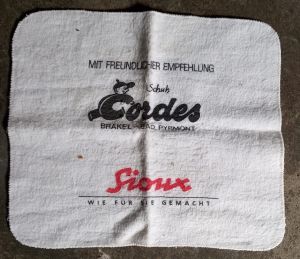 MIT FREUNDLICHER EMPFEHLUNG
Schuh
Cordes
BRAKEL - BAD PYRMONT
Sioux
WIE FÜR SIE GEMACHT